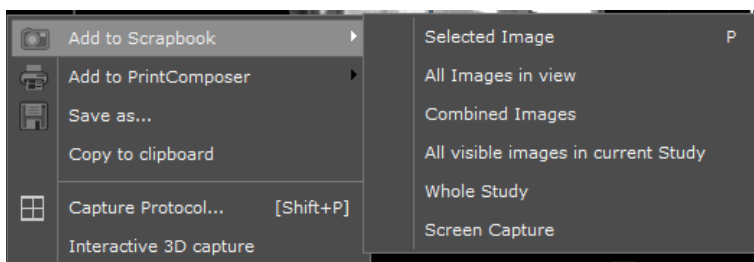 Add to Scrapbook
Add to PrintComposer
Save as...
Copy to clipboard
Capture Protocol... [Shift+P]
Interactive 3D capture
Selected Image P
All Images in view
Combined Images
All visible images in current Study
Whole Study
Screen Capture